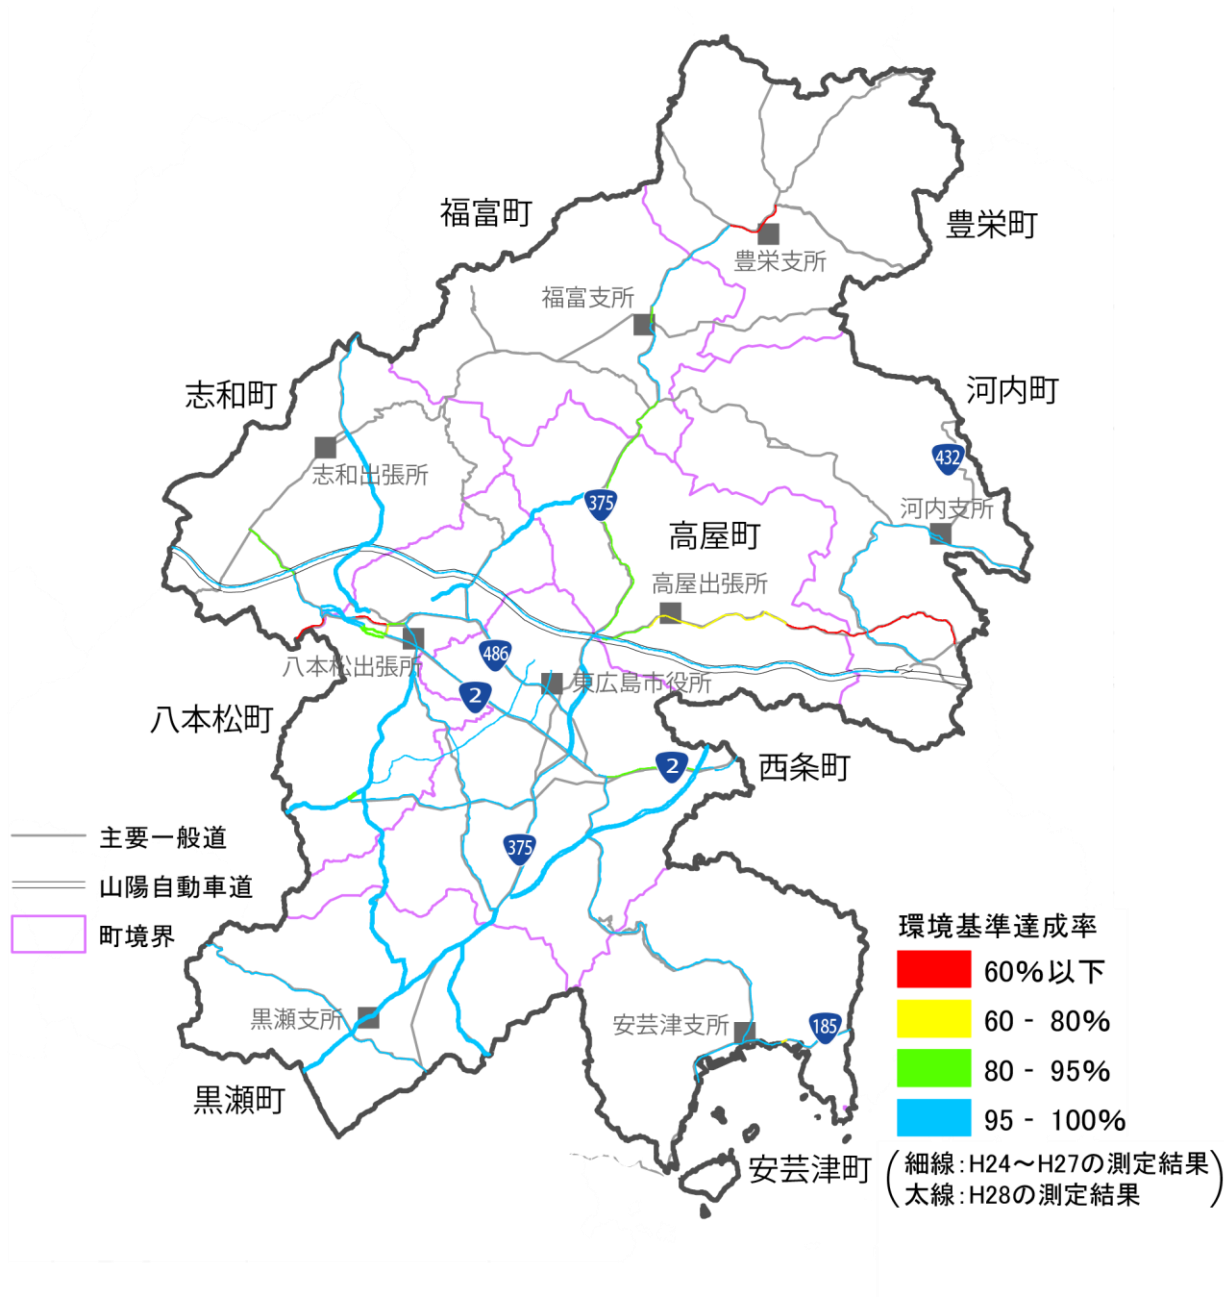 福富町
豊栄町
豊栄支所
福富支所
志和町
河内町
432
志和出張所
375
河内支所
高屋町
高屋出張所
八本松出張所
486
2
東広島市役所
八本松町
西条町
2
主要一般道
375
山陽自動車道
町境界
環境基準達成率
60%以下
黒瀬支所
安芸津支所
185
60 - 80%
80 - 95%
黒瀬町
95 - 100%
安芸津町
(細線:H24~H27の測定結果
太線:H28の測定結果)